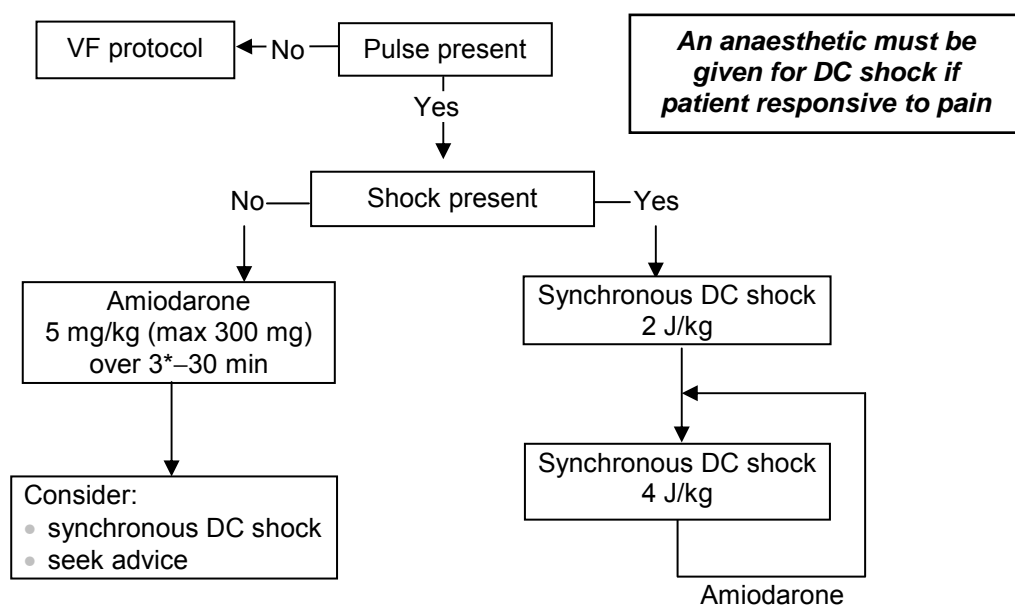 VF protocol
No
Pulse present
An anaesthetic must be
given for DC shock if
patient responsive to pain
Yes
No
Shock present
Yes
Amiodarone
5 mg/kg (max 300 mg)
over 3*–30 min
Synchronous DC shock
2 J/kg
Synchronous DC shock
4 J/kg
Consider:
• synchronous DC shock
• seek advice
Amiodarone